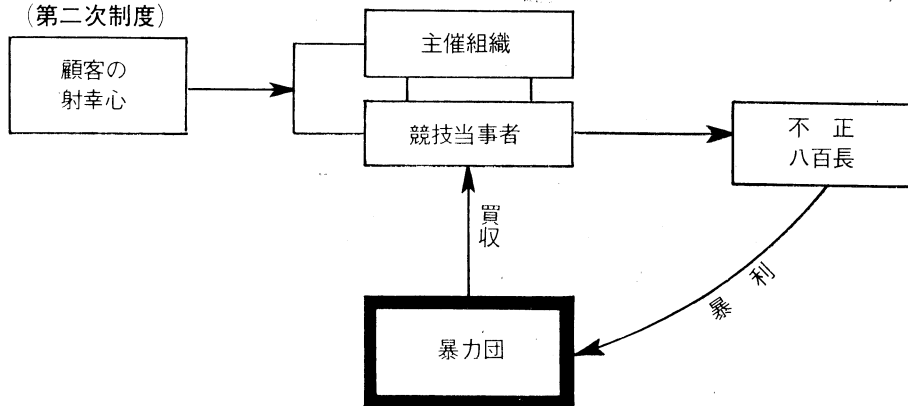 (第二次制度)
主催組織
顧客の
射幸心
競技当事者
不正
八百長
買収
暴利
暴力団